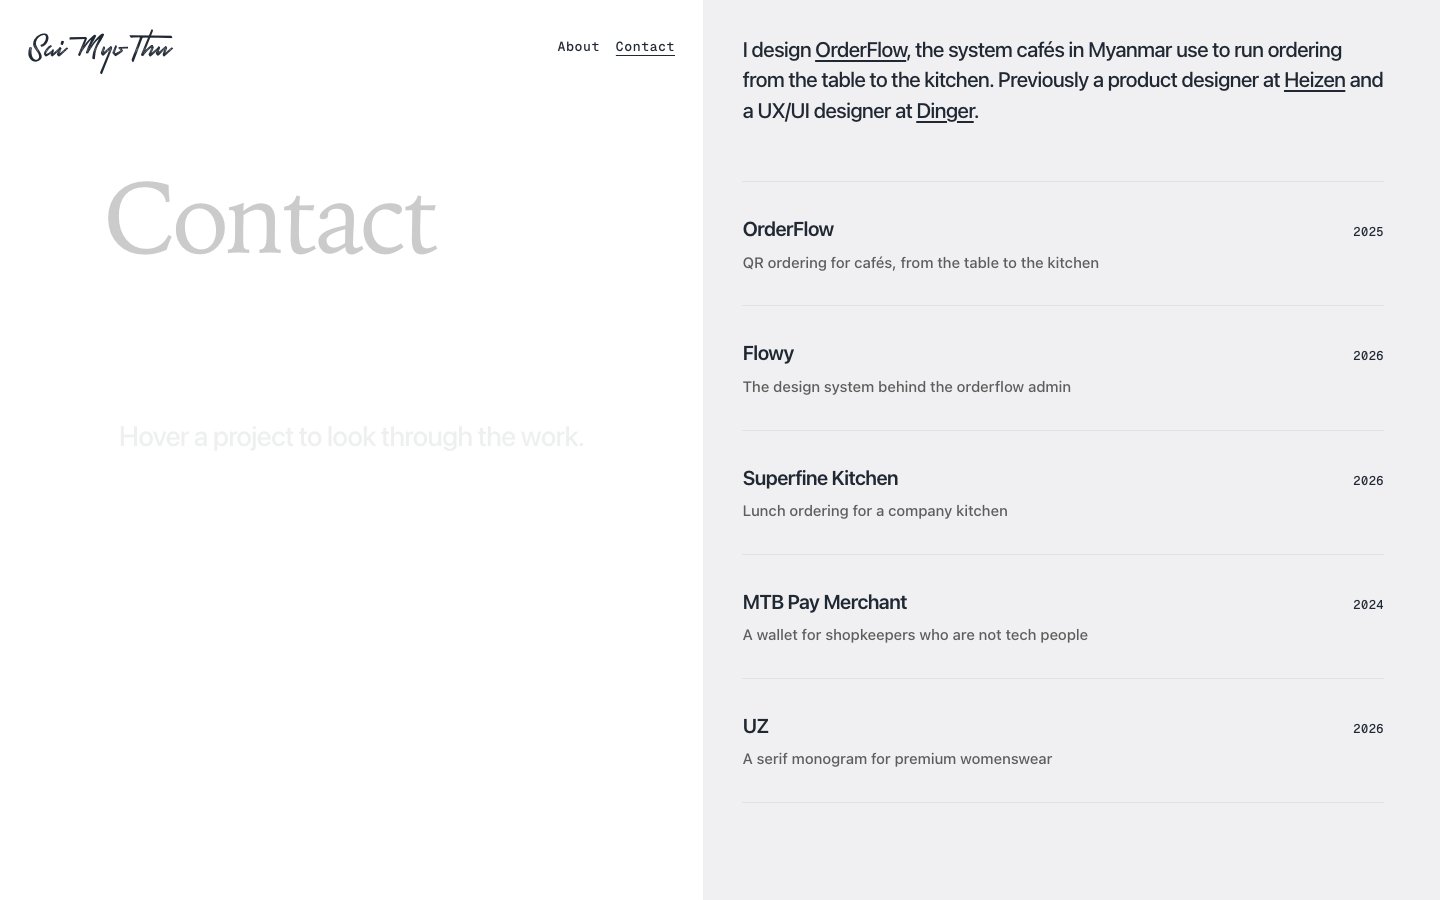 Sai Myo Thu
About
Contact
Contact
Hover a project to look through the work.
I design OrderFlow, the system cafés in Myanmar use to run ordering
from the table to the kitchen. Previously a product designer at Heizen and
a UX/UI designer at Dinger.
OrderFlow
2025
QR ordering for cafés, from the table to the kitchen
Flowy
2026
The design system behind the orderflow admin
Superfine Kitchen
2026
Lunch ordering for a company kitchen
MTB Pay Merchant
2024
A wallet for shopkeepers who are not tech people
UZ
2026
A serif monogram for premium womenswear